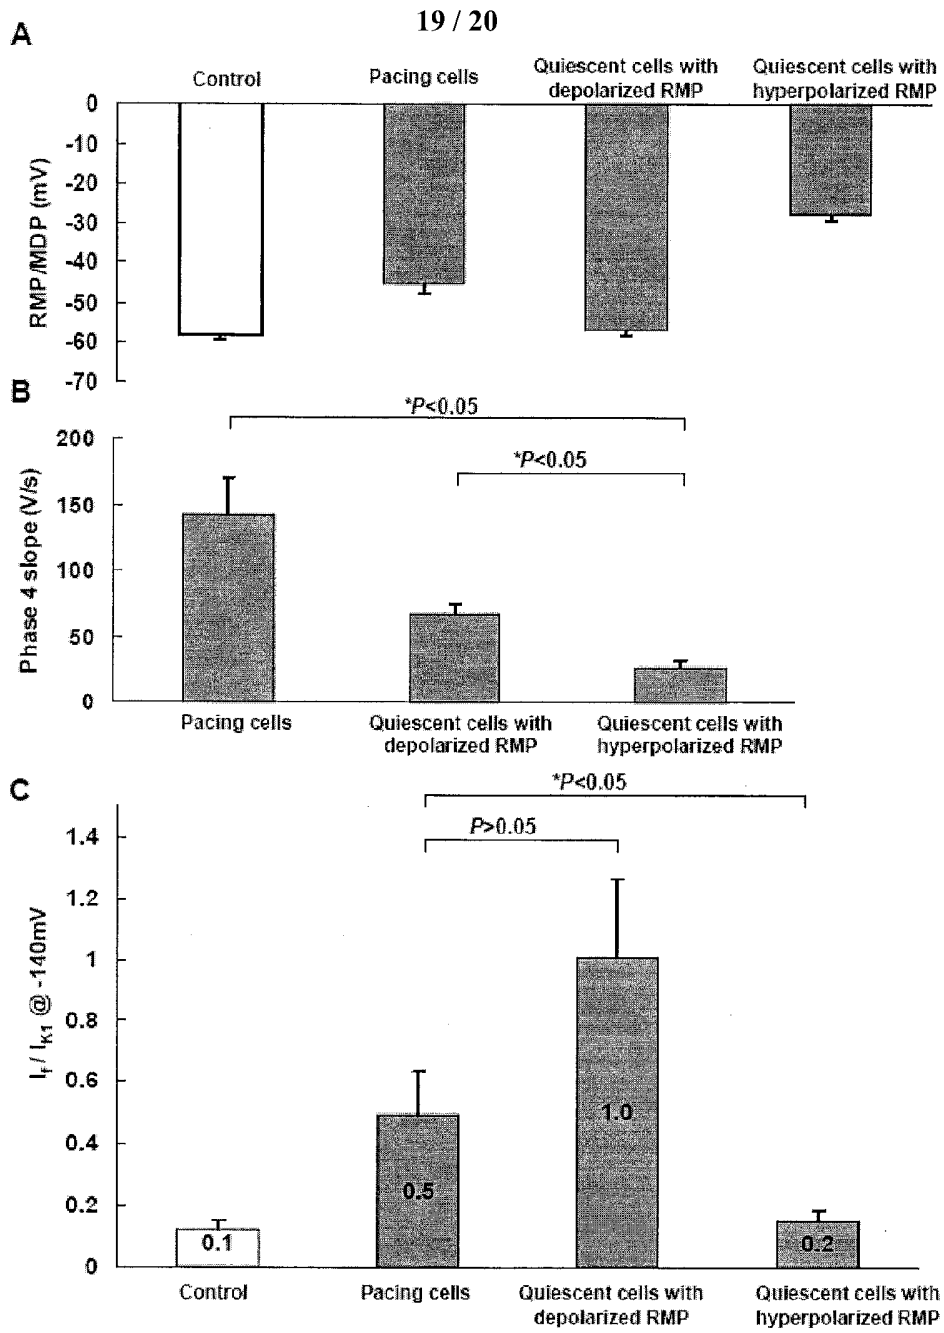 19 / 20
A
Control
Pacing cells
Quiescent cells with
depolarized RMP
Quiescent cells with
hyperpolarized RMP
RMP/MDP (mV)
0
-10
-20
-30
-40
-50
-60
-70
B
*P<0.05
*P<0.05
Phase 4 slope (V/s)
200
150
100
50
0
Pacing cells
Quiescent cells with
depolarized RMP
Quiescent cells with
hyperpolarized RMP
C
*P<0.05
P>0.05
If / IK1 @ -140mV
1.4
1.2
1
0.8
0.6
0.4
0.2
0
0.1
0.5
1.0
0.2
Control
Pacing cells
Quiescent cells with
depolarized RMP
Quiescent cells with
hyperpolarized RMP